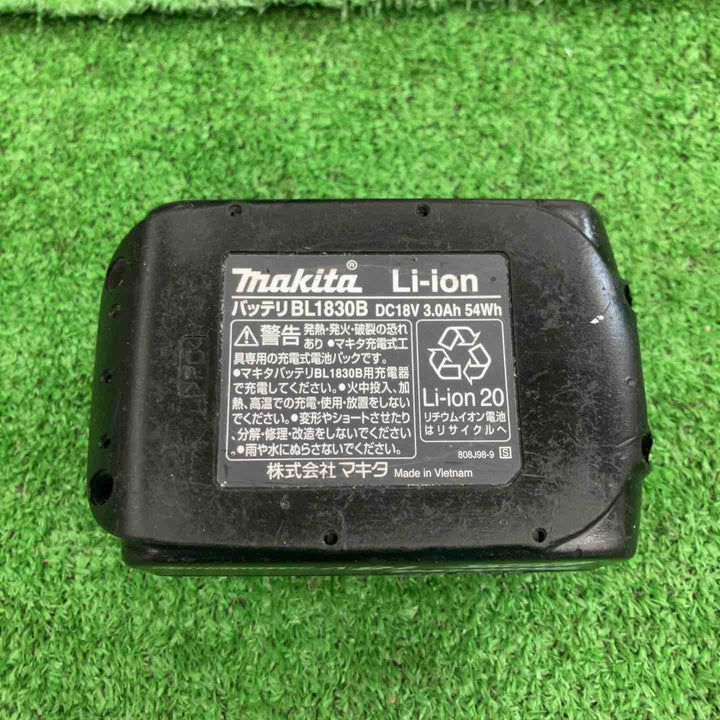 makita® Li-ion
バッテリBL1830B DC18V 3.0Ah 54Wh
警告 発熱・発火・破裂の恐れ
あり ●マキタ充電式工
具専用の充電式電池パックです。
●マキタバッテリBL1830B用充電器
で充電してください。●火中投入、加
熱、高温での充電・使用・放置をしない
でください。●変形やショートさせたり
、分解・修理・改造をしないでください
。●雨や水にぬらさないでください。
Li-ion 20
リチウムイオン電池
はリサイクルへ
808J98-9 S
株式会社マキタ Made in Vietnam